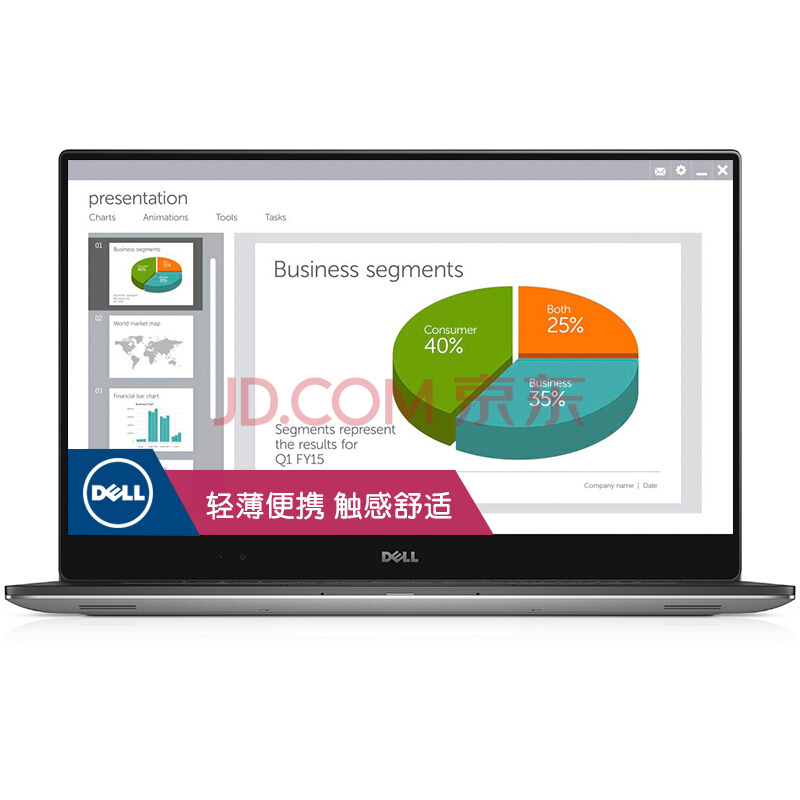 presentation
Charts Animations Tools Tasks
01
Business segments
02
World market map
03
Financial bar chart
Business segments
Consumer
40%
Both
25%
Business
35%
JD.COM 京东
Segments represent
the results for
Q1 FY15
Company name | Date
DELL
轻薄便携 触感舒适
DELL